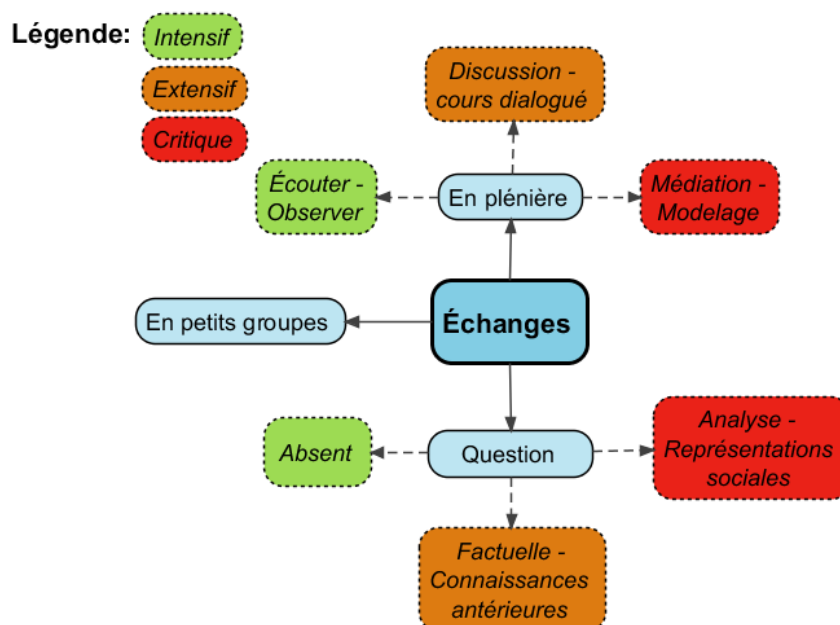 Légende:
Intensif
Extensif
Critique
Discussion -
cours dialogué
Écouter -
Observer
En plénière
Médiation -
Modelage
En petits groupes
Échanges
Absent
Question
Analyse -
Représentations
sociales
Factuelle -
Connaissances
antérieures